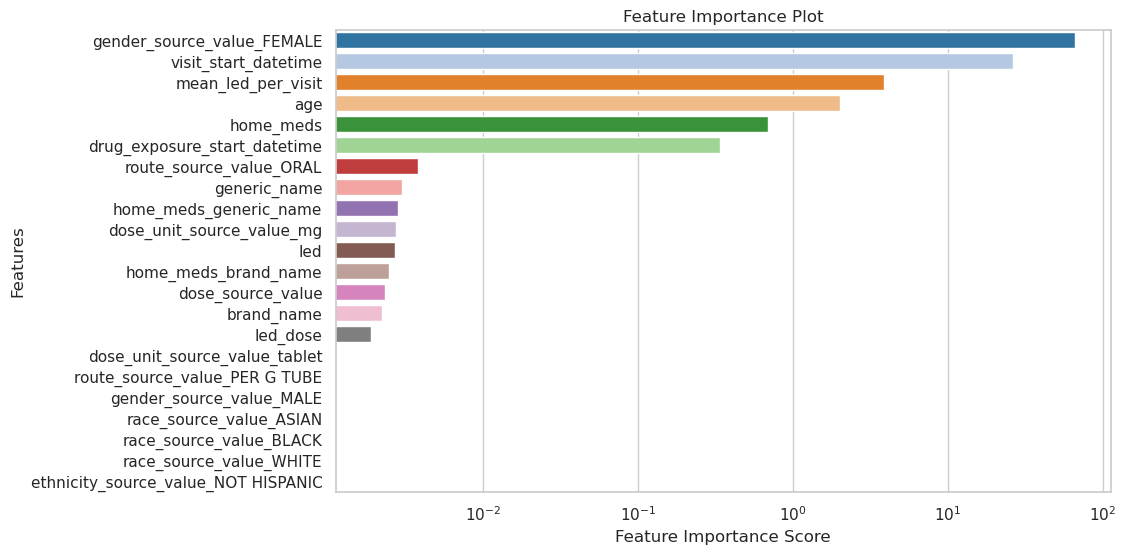 Feature Importance Plot
gender_source_value_FEMALE
visit_start_datetime
mean_led_per_visit
age
home_meds
drug_exposure_start_datetime
route_source_value_ORAL
generic_name
home_meds_generic_name
dose_unit_source_value_mg
led
home_meds_brand_name
dose_source_value
brand_name
led_dose
dose_unit_source_value_tablet
route_source_value_PER G TUBE
gender_source_value_MALE
race_source_value_ASIAN
race_source_value_BLACK
race_source_value_WHITE
ethnicity_source_value_NOT HISPANIC
Features
10⁻² 10⁻¹ 10⁰ 10¹ 10²
Feature Importance Score